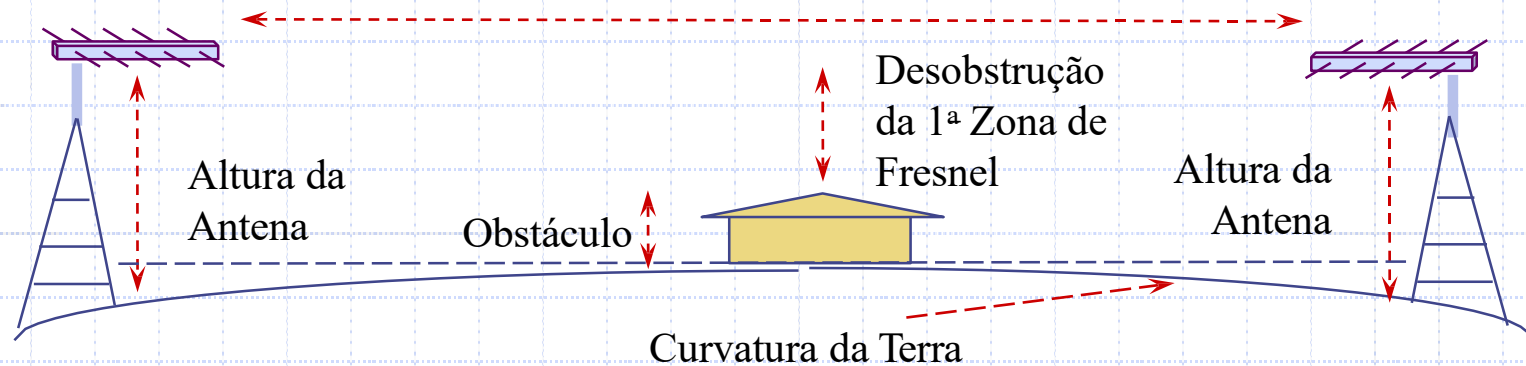 Desobstrução
da 1ª Zona de
Fresnel
Altura da
Antena
Obstáculo
Altura da
Antena
Curvatura da Terra